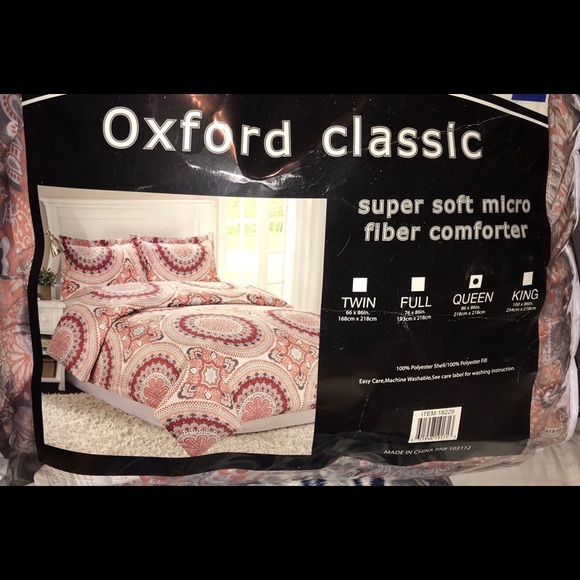 Oxford classic
super soft micro
fiber comforter
TWIN FULL QUEEN KING
66 x 86in. 76 x 86in. 86 x 86in. 100 x 86in.
168cm x 218cm 193cm x 218cm 218cm x 218cm 254cm x 218cm
100% Polyester Shell/100% Polyester Fill
Easy Care,Machine Washable,See care label for washing instruction.
ITEM:18229
MADE IN CHINA RN# 103112